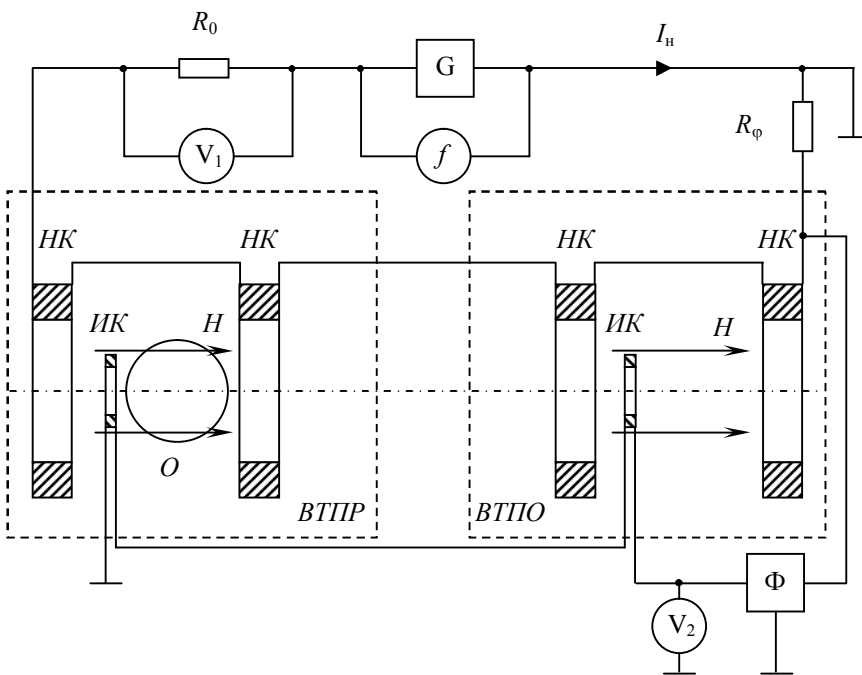 R₀
G
Iн
Rφ
V₁
f
НК
НК
НК
НК
ИК
Н
ИК
Н
О
ВТПР
ВТПО
Ф
V₂